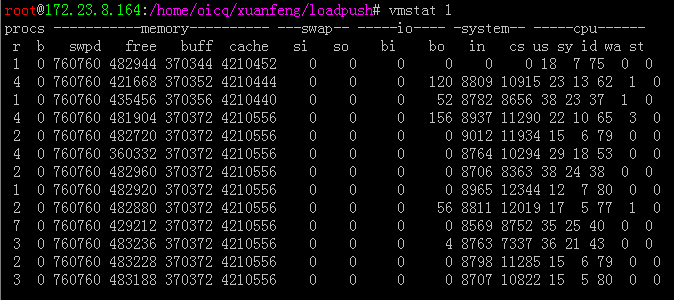 root@172.23.8.164:/home/oicq/xuanfeng/loadpush# vmstat 1
procs -----------memory---------- ---swap-- -----io---- -system-- ----cpu----
r b swpd free buff cache si so bi bo in cs us sy id wa st
1 0 760760 482944 370344 4210452 0 0 0 0 0 0 18 7 75 0 0
4 0 760760 421668 370352 4210444 0 0 0 120 8809 10915 23 13 62 1 0
1 0 760760 435456 370356 4210440 0 0 0 52 8782 8656 38 23 37 1 0
4 0 760760 481904 370372 4210556 0 0 0 156 8937 11290 22 10 65 3 0
2 0 760760 482720 370372 4210556 0 0 0 0 9012 11934 15 6 79 0 0
4 0 760760 360332 370372 4210556 0 0 0 0 8764 10294 29 18 53 0 0
2 0 760760 482960 370372 4210556 0 0 0 0 8706 8363 38 24 38 0 0
1 0 760760 482920 370372 4210556 0 0 0 0 8965 12344 12 7 80 0 0
2 0 760760 482880 370372 4210556 0 0 0 56 8811 12019 17 5 77 1 0
7 0 760760 429212 370372 4210556 0 0 0 0 8569 8752 35 25 40 0 0
3 0 760760 483236 370372 4210556 0 0 0 4 8763 7337 36 21 43 0 0
2 0 760760 483288 370372 4210556 0 0 0 0 8798 11285 15 6 79 0 0
3 0 760760 483188 370372 4210556 0 0 0 0 8707 10822 15 5 80 0 0